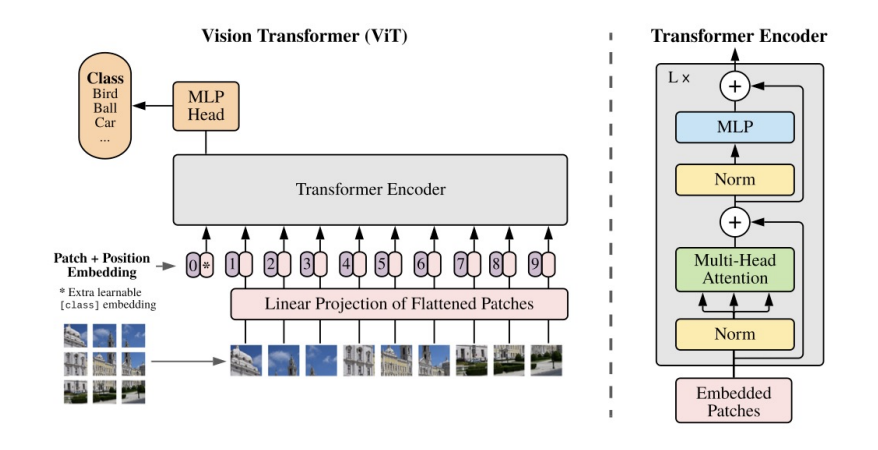 Vision Transformer (ViT)
Class
Bird
Ball
Car
...
MLP
Head
Transformer Encoder
Patch + Position
Embedding
0 * 1 2 3 4 5 6 7 8 9
* Extra learnable
[class] embedding
Linear Projection of Flattened Patches
Transformer Encoder
L x
+
MLP
Norm
+
Multi-Head
Attention
Norm
Embedded
Patches